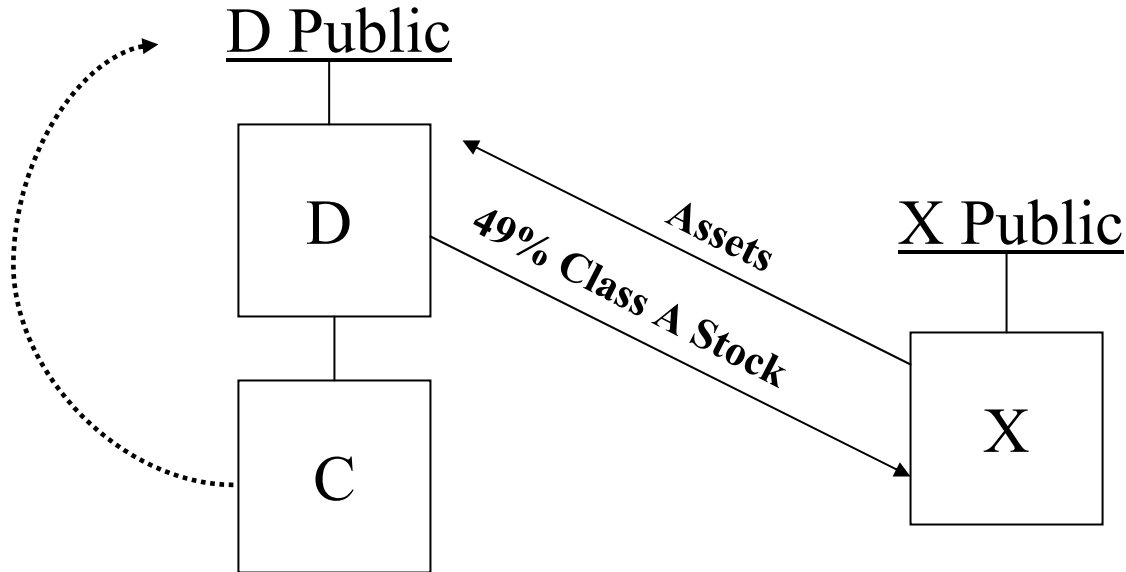 D Public
D
Assets
49% Class A Stock
X Public
X
C